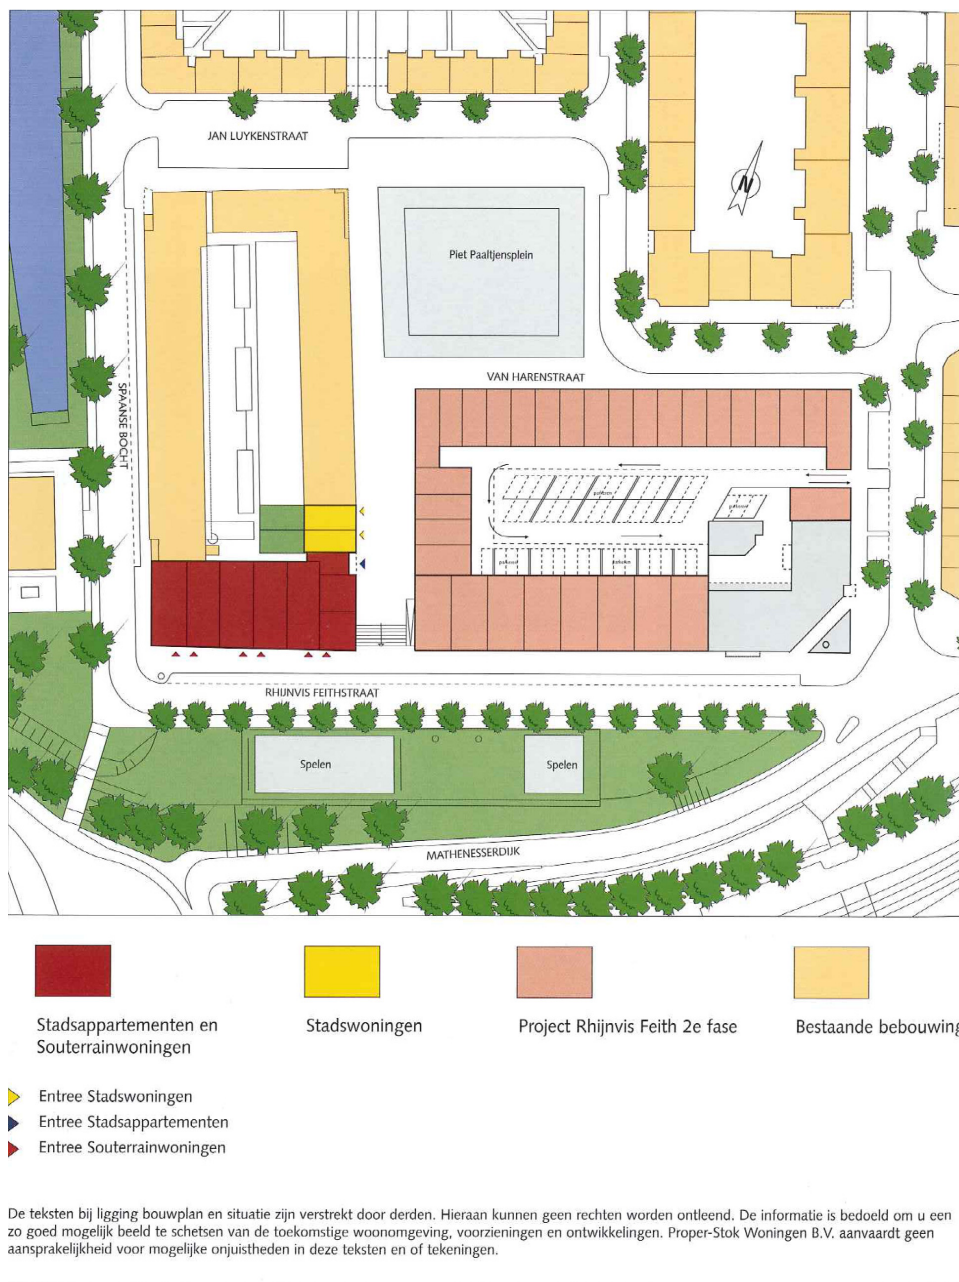 JAN LUYKENSTRAAT
N
Piet Paaltjensplein
VAN HARENSTRAAT
SPAANSE BOCHT
parkeren
parkeren
parkeren
parkeren
RHIJNVIS FEITHSTRAAT
Spelen
Spelen
MATHENESSERDIJK
Stadsappartementen en
Souterrainwoningen
Stadswoningen
Project Rhijnvis Feith 2e fase
Bestaande bebouwing
Entree Stadswoningen
Entree Stadsappartementen
Entree Souterrainwoningen
De teksten bij ligging bouwplan en situatie zijn verstrekt door derden. Hieraan kunnen geen rechten worden ontleend. De informatie is bedoeld om u een
zo goed mogelijk beeld te schetsen van de toekomstige woonomgeving, voorzieningen en ontwikkelingen. Proper-Stok Woningen B.V. aanvaardt geen
aansprakelijkheid voor mogelijke onjuistheden in deze teksten en of tekeningen.